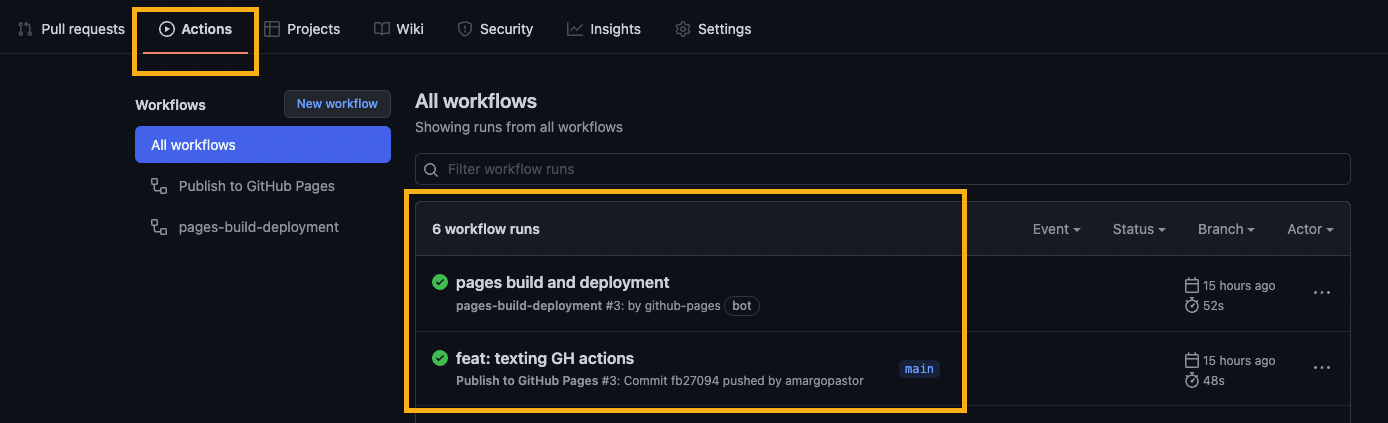 Pull requests Actions Projects Wiki Security Insights Settings
Workflows New workflow
All workflows
Publish to GitHub Pages
pages-build-deployment
All workflows
Showing runs from all workflows
Filter workflow runs
6 workflow runs Event Status Branch Actor
pages build and deployment
pages-build-deployment #3: by github-pages bot
15 hours ago
52s
feat: texting GH actions
Publish to GitHub Pages #3: Commit fb27094 pushed by amargopastor
main
15 hours ago
48s